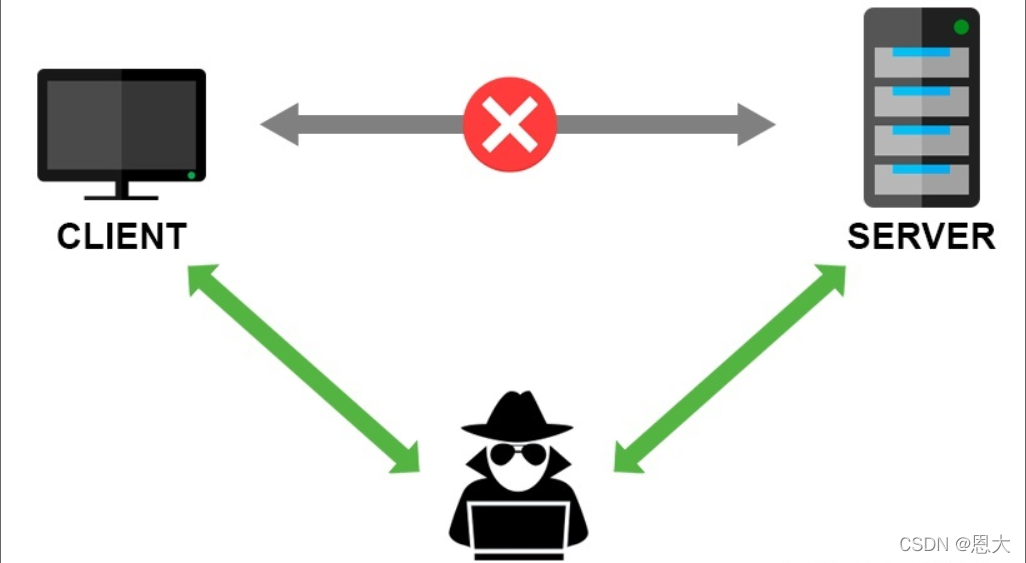 CLIENT
SERVER
CSDN @恩大